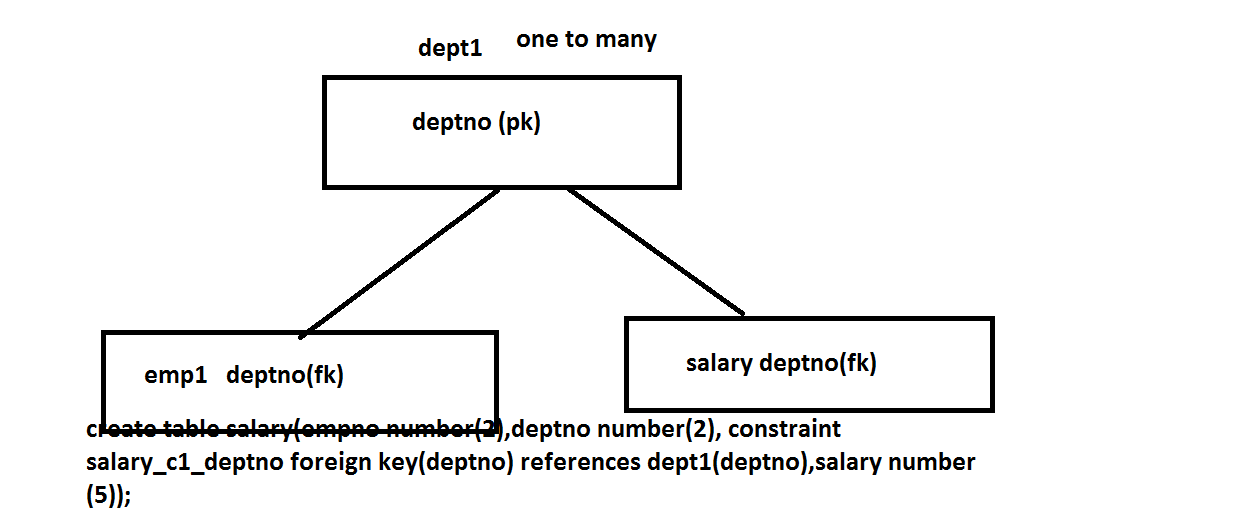 dept1 one to many
deptno (pk)
emp1 deptno(fk)
salary deptno(fk)
create table salary(empno number(2),deptno number(2), constraint
salary_c1_deptno foreign key(deptno) references dept1(deptno),salary number
(5));